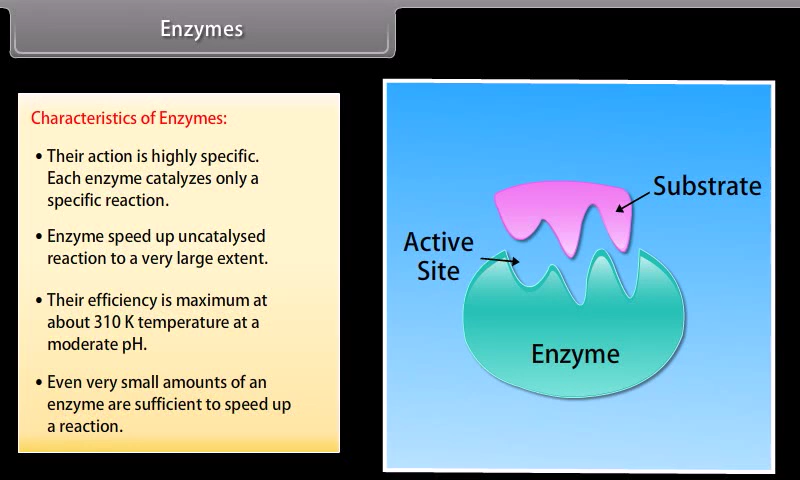 Enzymes
Characteristics of Enzymes:
• Their action is highly specific.
Each enzyme catalyzes only a
specific reaction.
• Enzyme speed up uncatalysed
reaction to a very large extent.
• Their efficiency is maximum at
about 310 K temperature at a
moderate pH.
• Even very small amounts of an
enzyme are sufficient to speed up
a reaction.
Substrate
Active
Site
Enzyme